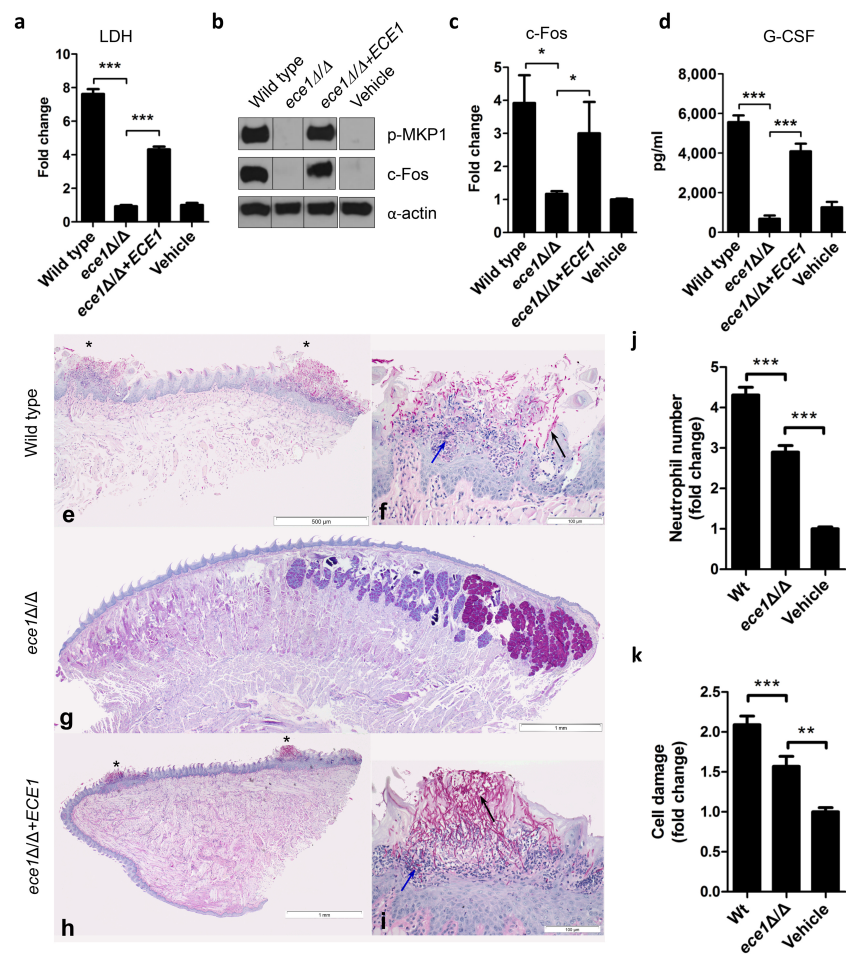 a
LDH
Fold change
10
8
6
4
2
0
***
***
Wild type
ece1Δ/Δ
ece1Δ/Δ+ECE1
Vehicle
b
Wild type
ece1Δ/Δ
ece1Δ/Δ+ECE1
Vehicle
p-MKP1
c-Fos
α-actin
c
c-Fos
Fold change
5
4
3
2
1
0
*
*
Wild type
ece1Δ/Δ
ece1Δ/Δ+ECE1
Vehicle
d
G-CSF
pg/ml
8,000
6,000
4,000
2,000
0
***
***
Wild type
ece1Δ/Δ
ece1Δ/Δ+ECE1
Vehicle
Wild type
*
*
e
500 μm
f
100 μm
ece1Δ/Δ
g
1 mm
ece1Δ/Δ+ECE1
*
*
h
1 mm
i
100 μm
j
Neutrophil number
(fold change)
5
4
3
2
1
0
***
***
Wt
ece1Δ/Δ
Vehicle
k
Cell damage
(fold change)
2.5
2.0
1.5
1.0
0.5
0.0
***
**
Wt
ece1Δ/Δ
Vehicle